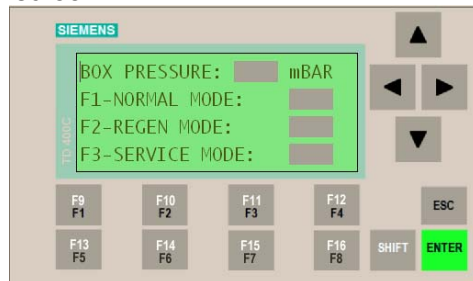 SIEMENS
BOX PRESSURE: mBAR
F1-NORMAL MODE:
F2-REGEN MODE:
F3-SERVICE MODE:
TD 400C
F9 F10 F11 F12
F1 F2 F3 F4
ESC
F13 F14 F15 F16
F5 F6 F7 F8
SHIFT ENTER